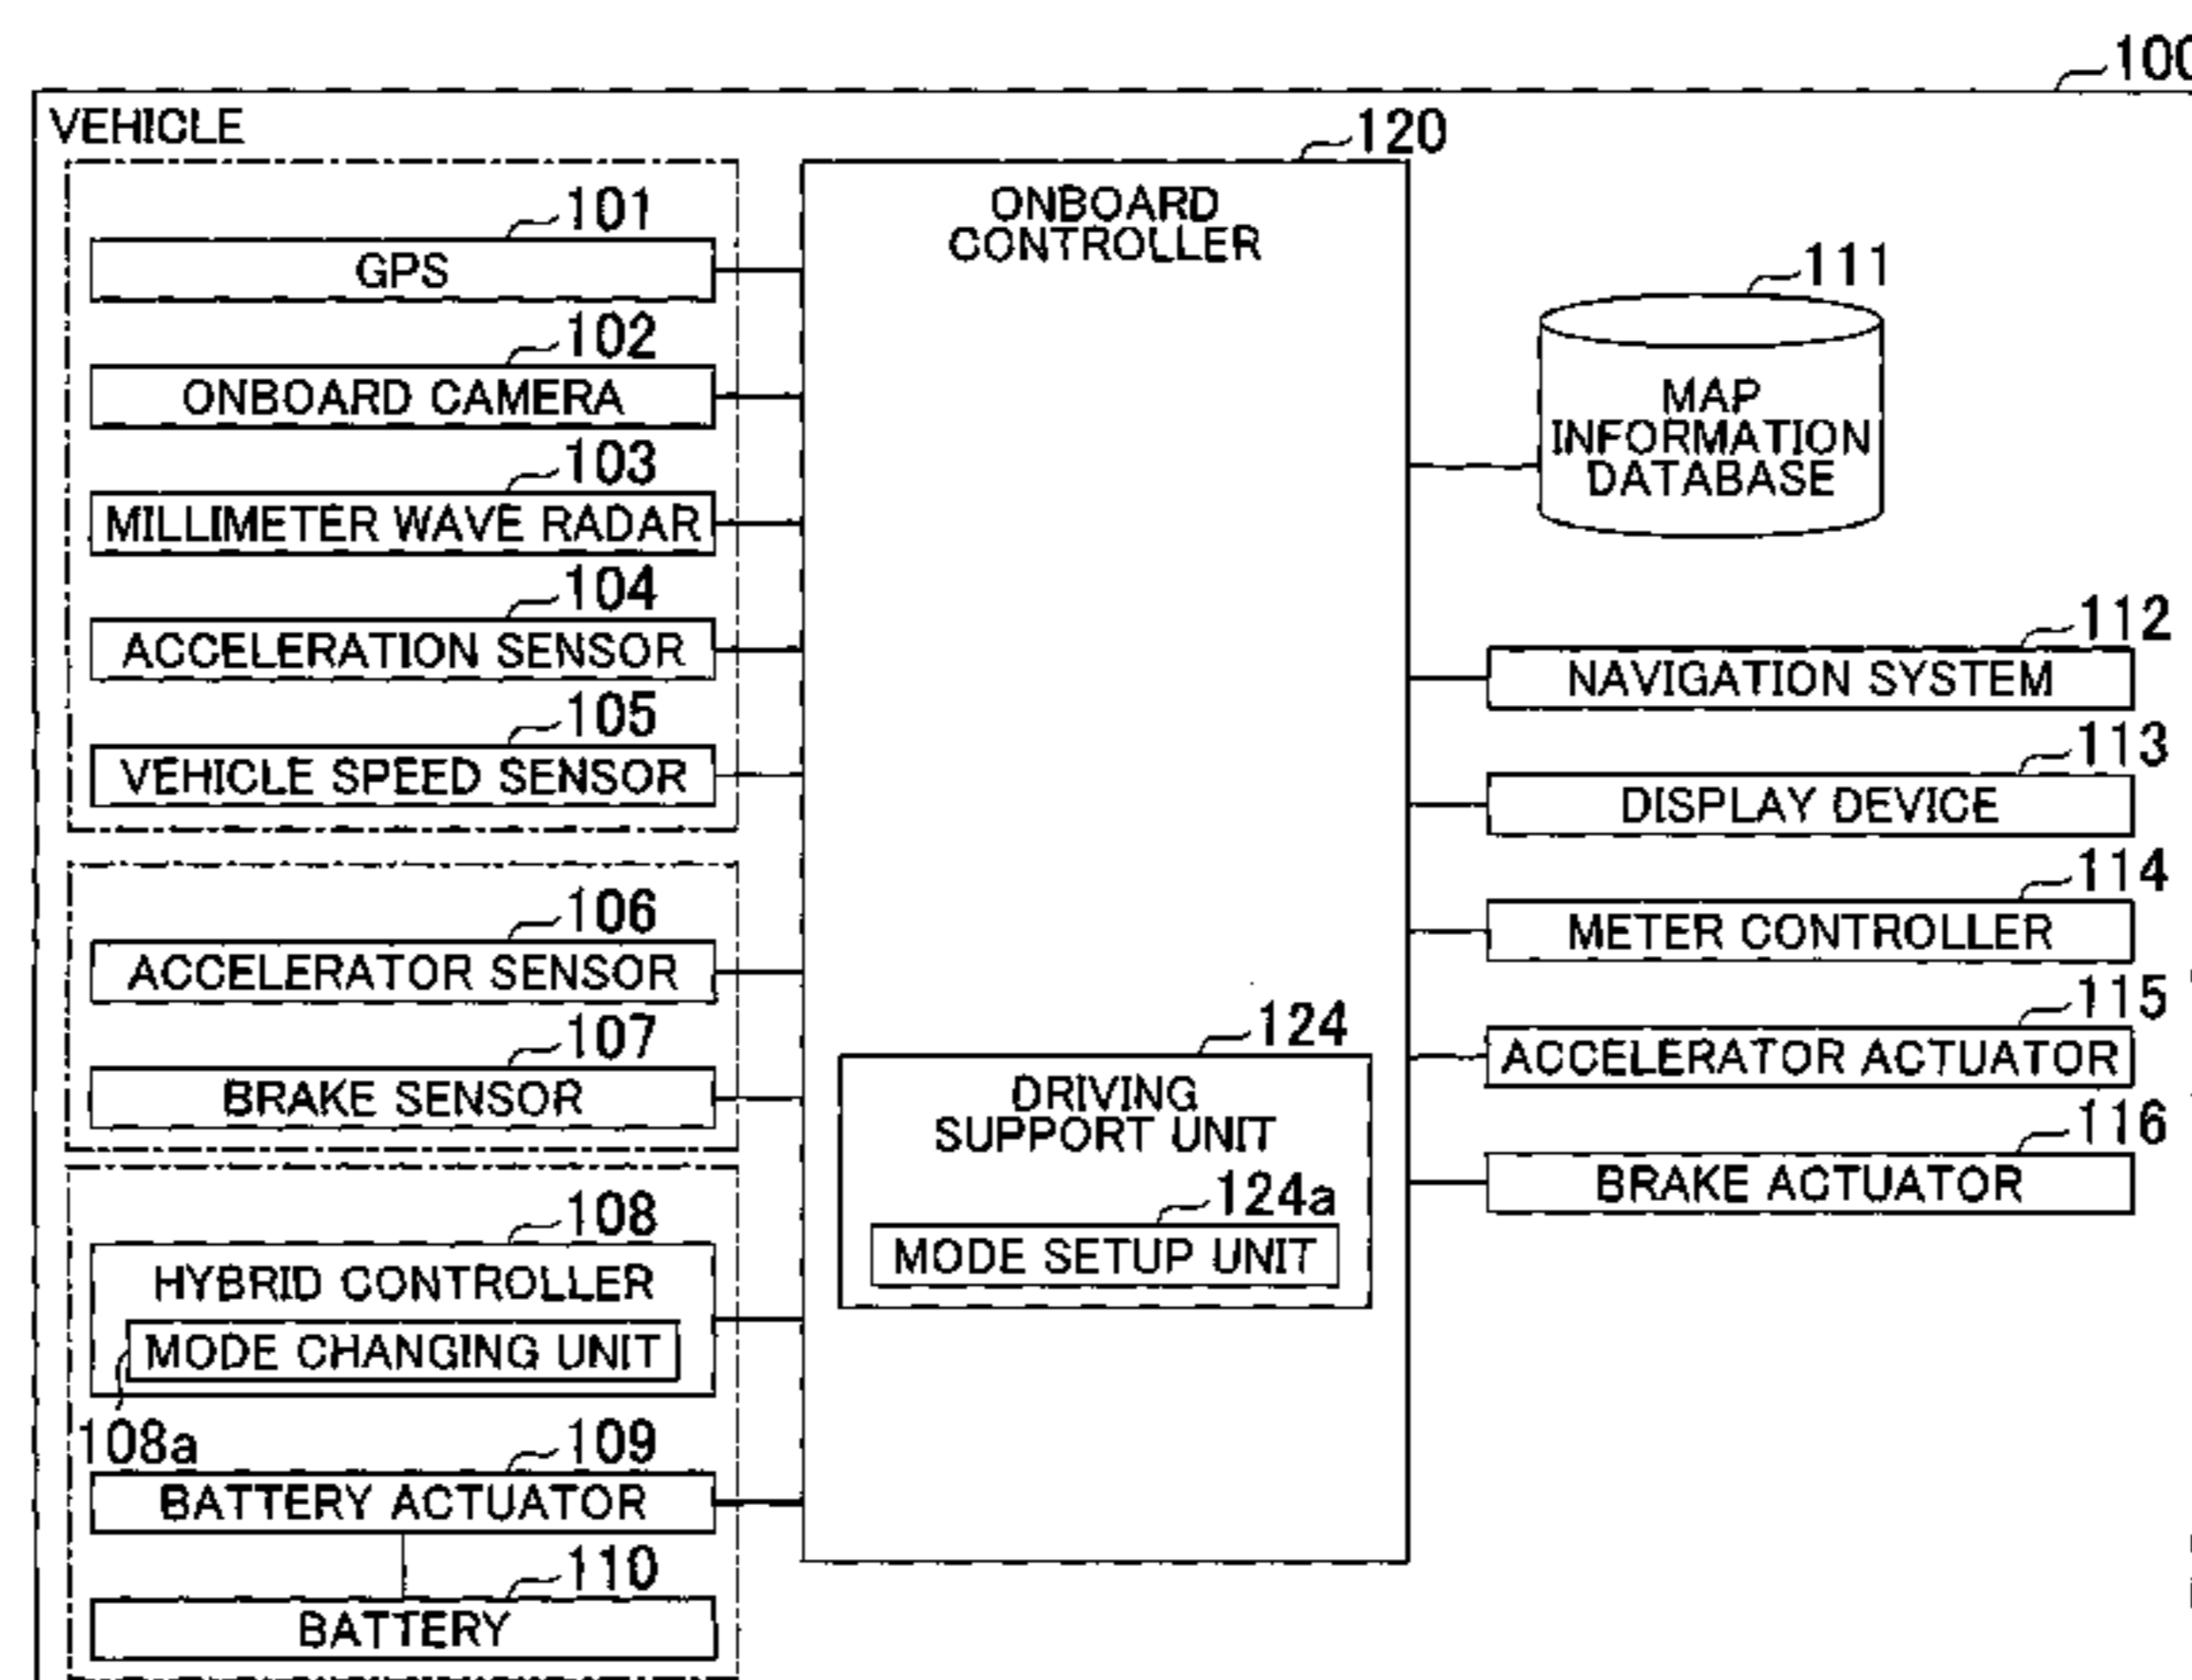 100
VEHICLE
120
ONBOARD
CONTROLLER
101
GPS
102
ONBOARD CAMERA
103
MILLIMETER WAVE RADAR
104
ACCELERATION SENSOR
105
VEHICLE SPEED SENSOR
106
ACCELERATOR SENSOR
107
BRAKE SENSOR
108
HYBRID CONTROLLER
MODE CHANGING UNIT
108a
109
BATTERY ACTUATOR
110
BATTERY
124
DRIVING
SUPPORT UNIT
124a
MODE SETUP UNIT
111
MAP
INFORMATION
DATABASE
112
NAVIGATION SYSTEM
113
DISPLAY DEVICE
114
METER CONTROLLER
115
ACCELERATOR ACTUATOR
116
BRAKE ACTUATOR